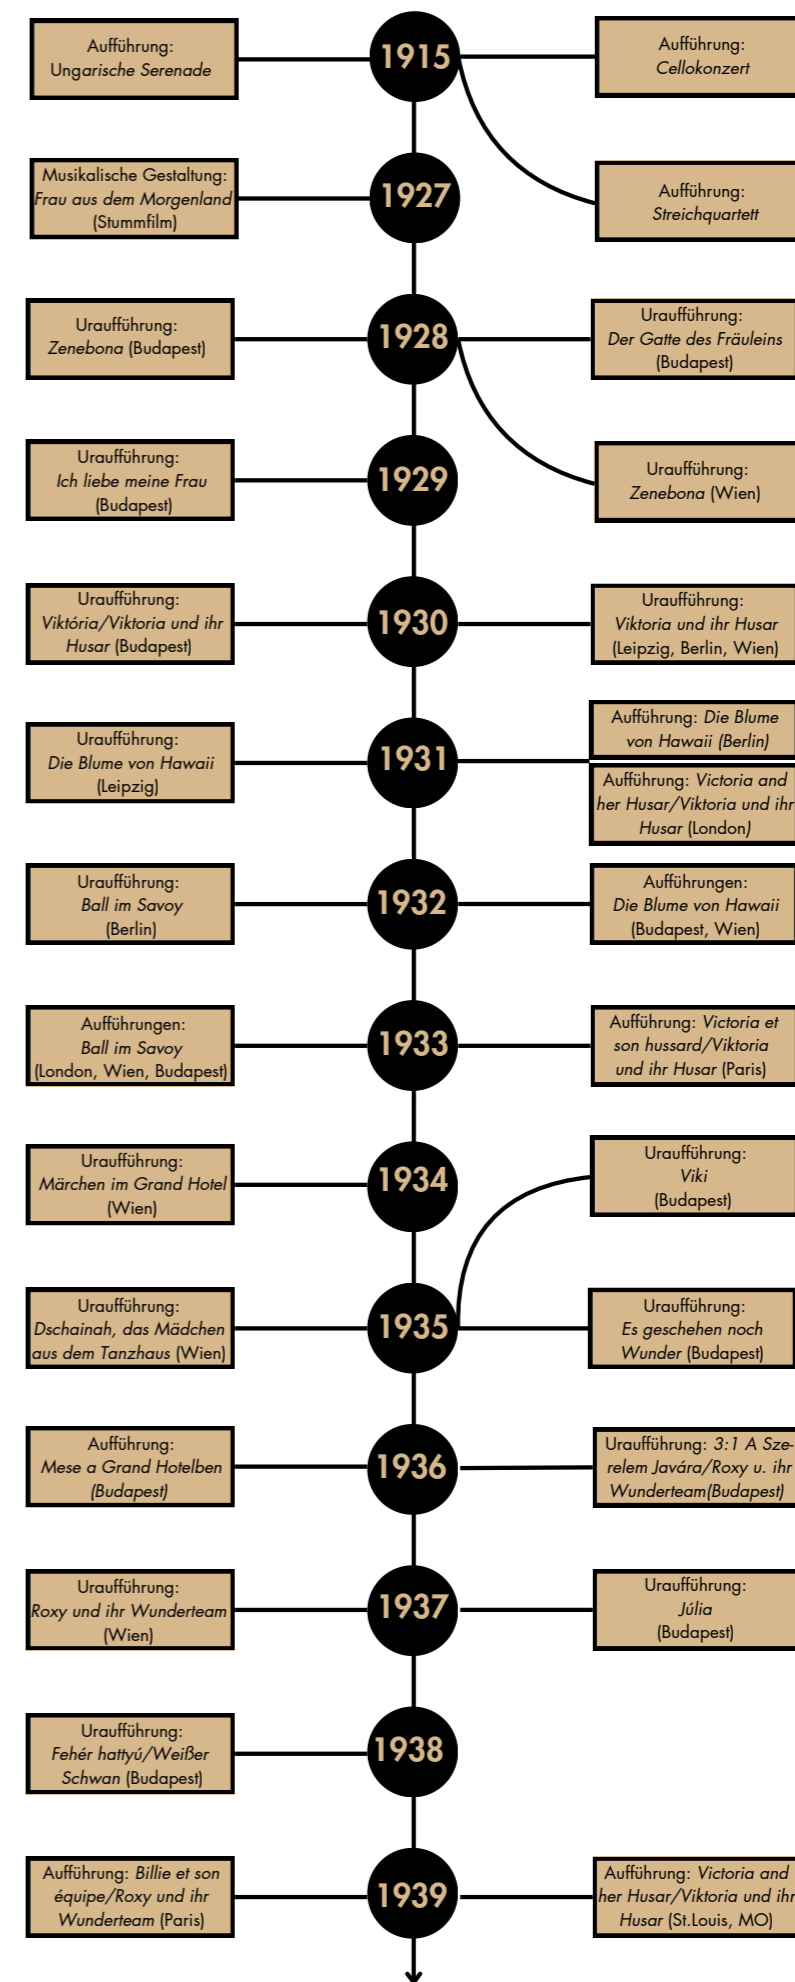 Aufführung:
Ungarische Serenade
1915
Aufführung:
Cellokonzert
Musikalische Gestaltung:
Frau aus dem Morgenland
(Stummfilm)
1927
Aufführung:
Streichquartett
Uraufführung:
Zenebona (Budapest)
1928
Uraufführung:
Der Gatte des Fräuleins
(Budapest)
Uraufführung:
Ich liebe meine Frau
(Budapest)
1929
Uraufführung:
Zenebona (Wien)
Uraufführung:
Viktória/Viktoria und ihr
Husar (Budapest)
1930
Uraufführung:
Viktoria und ihr Husar
(Leipzig, Berlin, Wien)
Uraufführung:
Die Blume von Hawaii
(Leipzig)
1931
Aufführung: Die Blume
von Hawaii (Berlin)
Aufführung: Victoria and
her Husar/Viktoria und ihr
Husar (London)
Uraufführung:
Ball im Savoy
(Berlin)
1932
Aufführungen:
Die Blume von Hawaii
(Budapest, Wien)
Aufführungen:
Ball im Savoy
(London, Wien, Budapest)
1933
Aufführung: Victoria et
son hussard/Viktoria
und ihr Husar (Paris)
Uraufführung:
Märchen im Grand Hotel
(Wien)
1934
Uraufführung:
Viki
(Budapest)
Uraufführung:
Dschainah, das Mädchen
aus dem Tanzhaus (Wien)
1935
Uraufführung:
Es geschehen noch
Wunder (Budapest)
Aufführung:
Mese a Grand Hotelben
(Budapest)
1936
Uraufführung: 3:1 A Sze-
relem Javára/Roxy u. ihr
Wunderteam(Budapest)
Uraufführung:
Roxy und ihr Wunderteam
(Wien)
1937
Uraufführung:
Júlia
(Budapest)
Uraufführung:
Fehér hattyú/Weißer
Schwan (Budapest)
1938
Aufführung: Billie et son
équipe/Roxy und ihr
Wunderteam (Paris)
1939
Aufführung: Victoria and
her Husar/Viktoria und ihr
Husar (St.Louis, MO)